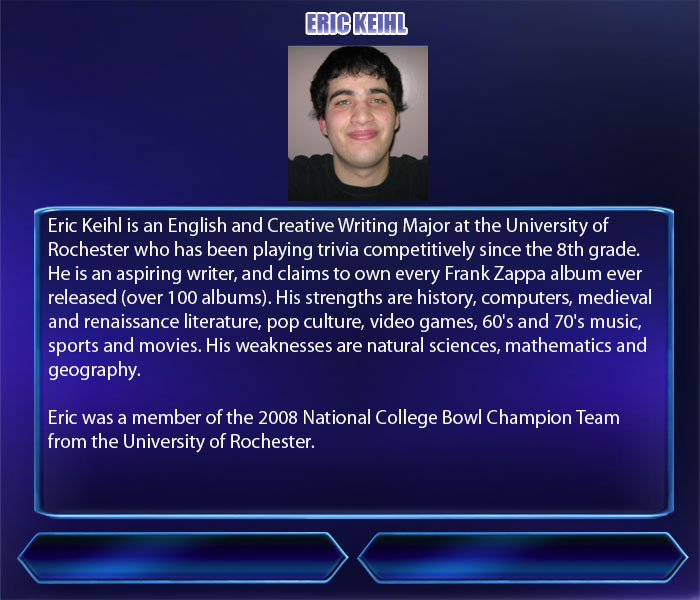 ERIC KEIHL
Eric Keihl is an English and Creative Writing Major at the University of
Rochester who has been playing trivia competitively since the 8th grade.
He is an aspiring writer, and claims to own every Frank Zappa album ever
released (over 100 albums). His strengths are history, computers, medieval
and renaissance literature, pop culture, video games, 60's and 70's music,
sports and movies. His weaknesses are natural sciences, mathematics and
geography.
Eric was a member of the 2008 National College Bowl Champion Team
from the University of Rochester.